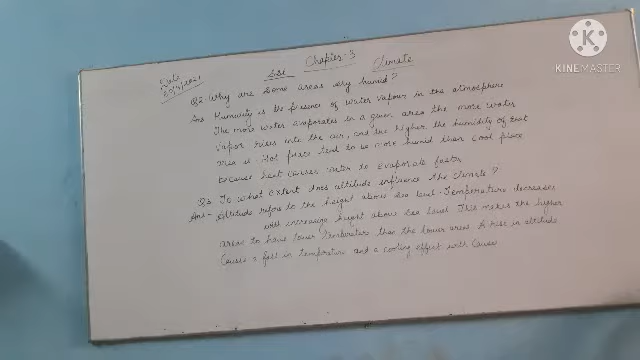 Chapter-3
Date
SSt
Climate
Q2- Why are some areas very humid?
Ans Humidity is the presence of water vapour in the atmosphere
The more water evaporates in a given area the more water
vapor rises into the air, and the higher the humidity of that
area is. Hot place tend to be more humid than cool place
because heat causes water to evaporate faster
Q3 To what extent does altitude influence the climate?
Ans- Altitude refers to the height above sea level. Temperature decreases
with increasing height above sea level This makes the higher
areas to have lower temperature than the lower areas. A rise in altitude
causes a fall in temperature and a cooling effect with
KINEMASTER